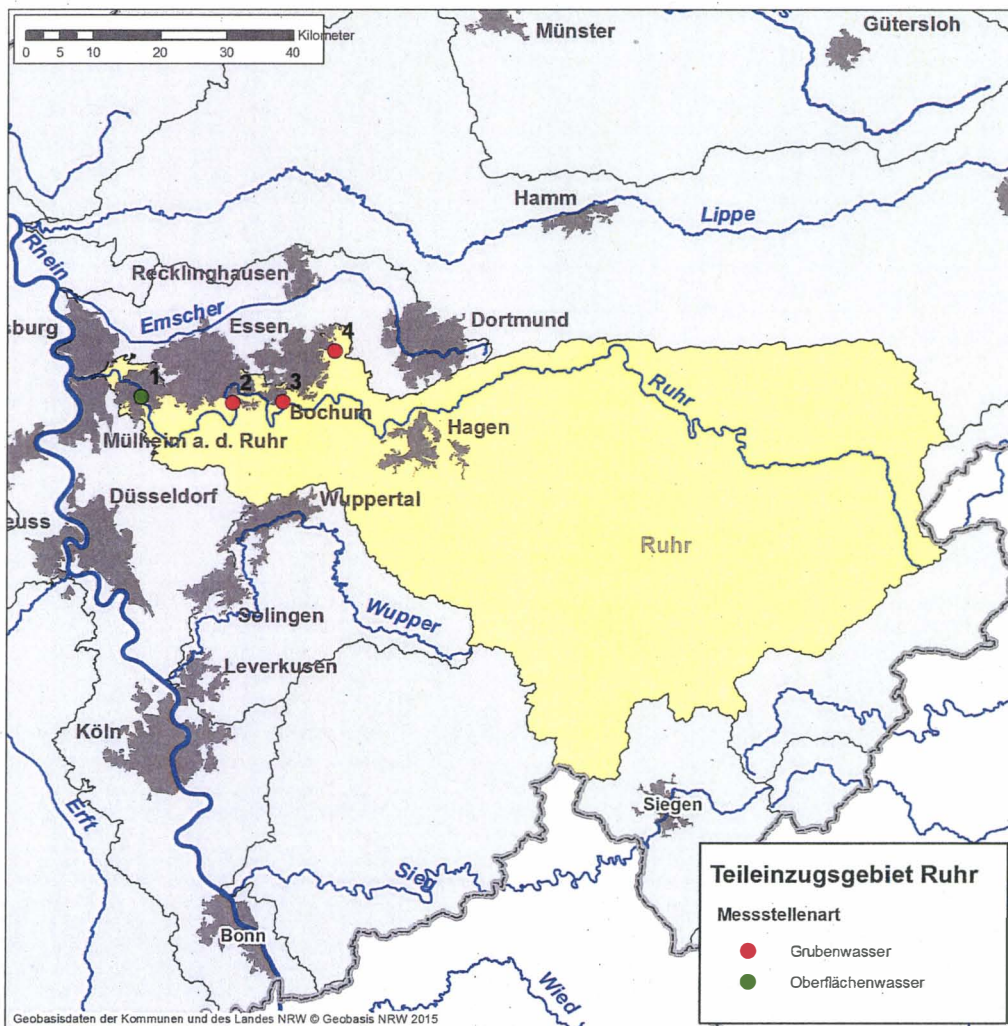 Kilometer
0 5 10 20 30 40
Münster
Gütersloh
Hamm
Lippe
Rhein
Recklinghausen
Emscher
Essen
Dortmund
sburg
1
2
3
4
Bochum
Ruhr
Hagen
Mülheim a. d. Ruhr
Düsseldorf
Wuppertal
euss
Ruhr
Solingen
Wupper
Leverkusen
Köln
Erft
Siegen
Sieg
Bonn
Wied
Teileinzugsgebiet Ruhr
Messstellenart
Grubenwasser
Oberflächenwasser
Geobasisdaten der Kommunen und des Landes NRW © Geobasis NRW 2015